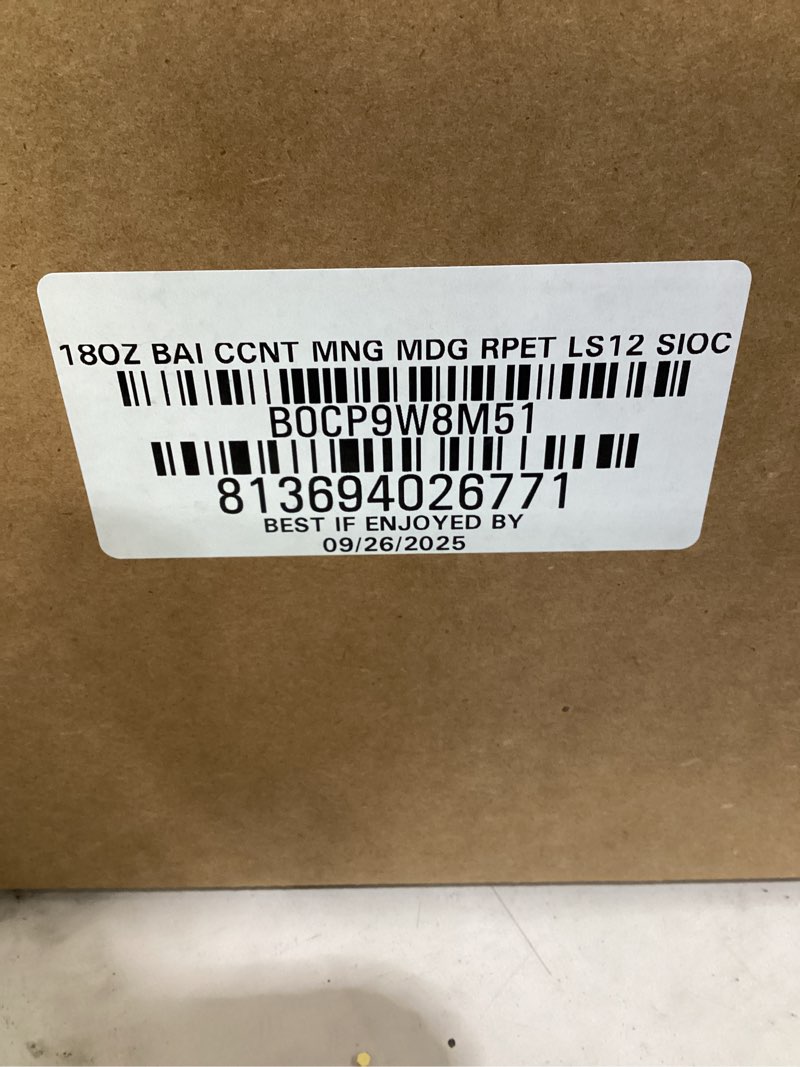 18OZ BAI CCNT MNG MDG RPET LS12 SIOC
B0CP9W8M51
813694026771
BEST IF ENJOYED BY
09/26/2025